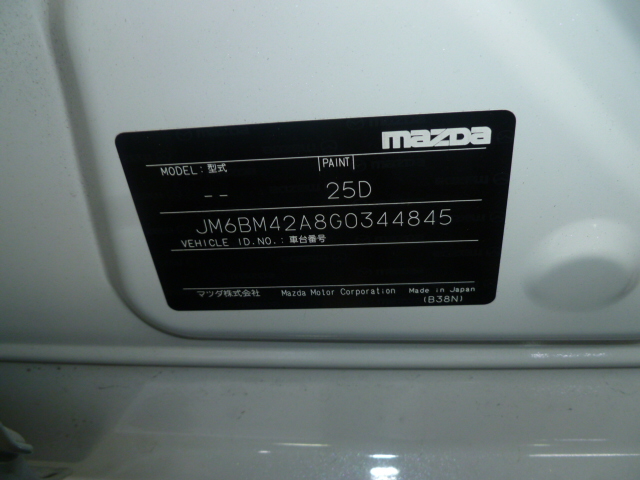 mazda
MODEL: 型式 PAINT
-- 25D
JM6BM42A8G0344845
VEHICLE ID.NO.: 車台番号
マツダ株式会社 Mazda Motor Corporation Made in Japan
(B38N)